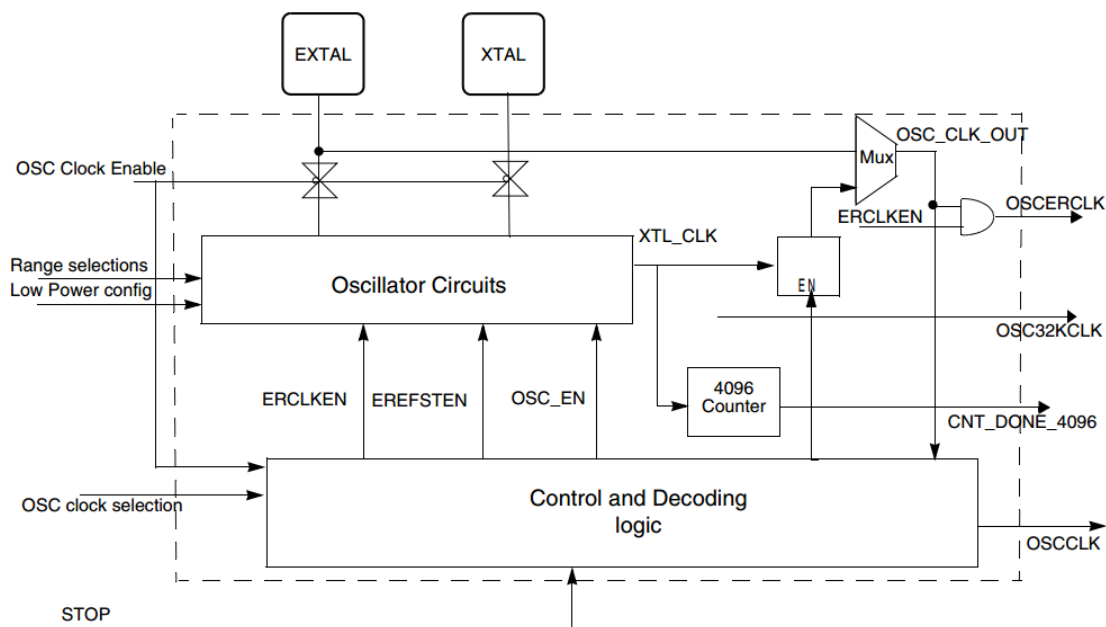 EXTAL
XTAL
OSC_CLK_OUT
Mux
OSC Clock Enable
ERCLKEN
OSCERCLK
XTL_CLK
Range selections
Low Power config
Oscillator Circuits
EN
OSC32KCLK
ERCLKEN
EREFSTEN
OSC_EN
4096
Counter
CNT_DONE_4096
OSC clock selection
Control and Decoding
logic
OSCCLK
STOP